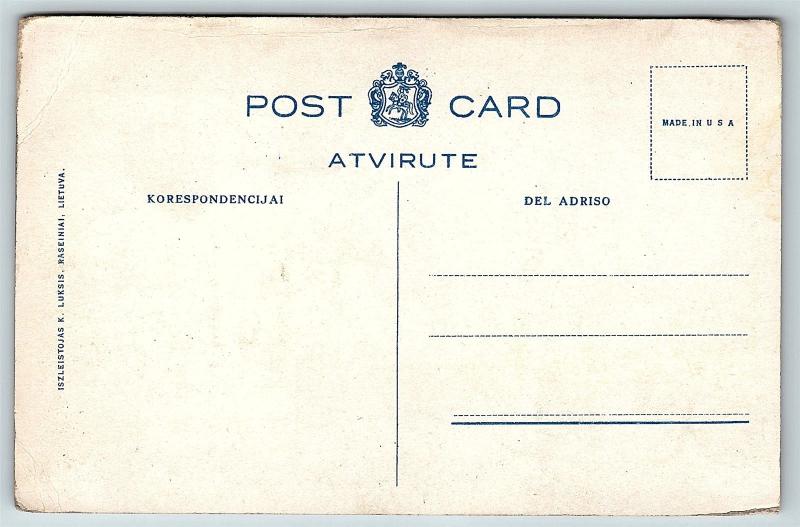 POST CARD
ATVIRUTE
MADE IN U S A
KORESPONDENCIJAI
DEL ADRISO
ISZLEISTOJAS K. LUKSIS, RASEINIAI, LIETUVA.